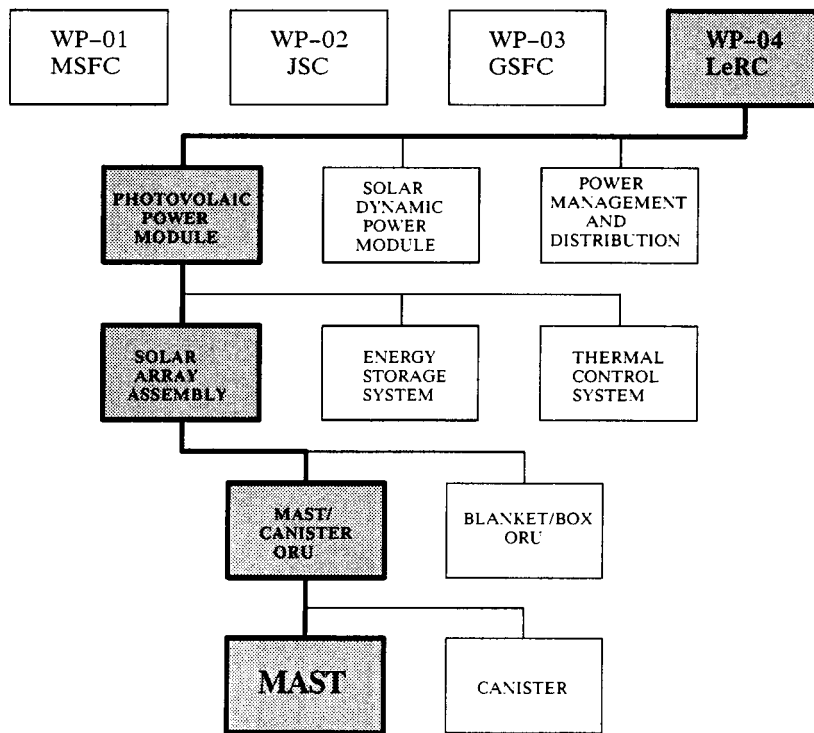 WP-01
MSFC
WP-02
JSC
WP-03
GSFC
WP-04
LeRC
PHOTOVOLAIC
POWER
MODULE
SOLAR
DYNAMIC
POWER
MODULE
POWER
MANAGEMENT
AND
DISTRIBUTION
SOLAR
ARRAY
ASSEMBLY
ENERGY
STORAGE
SYSTEM
THERMAL
CONTROL
SYSTEM
MAST/
CANISTER
ORU
BLANKET/BOX
ORU
MAST
CANISTER